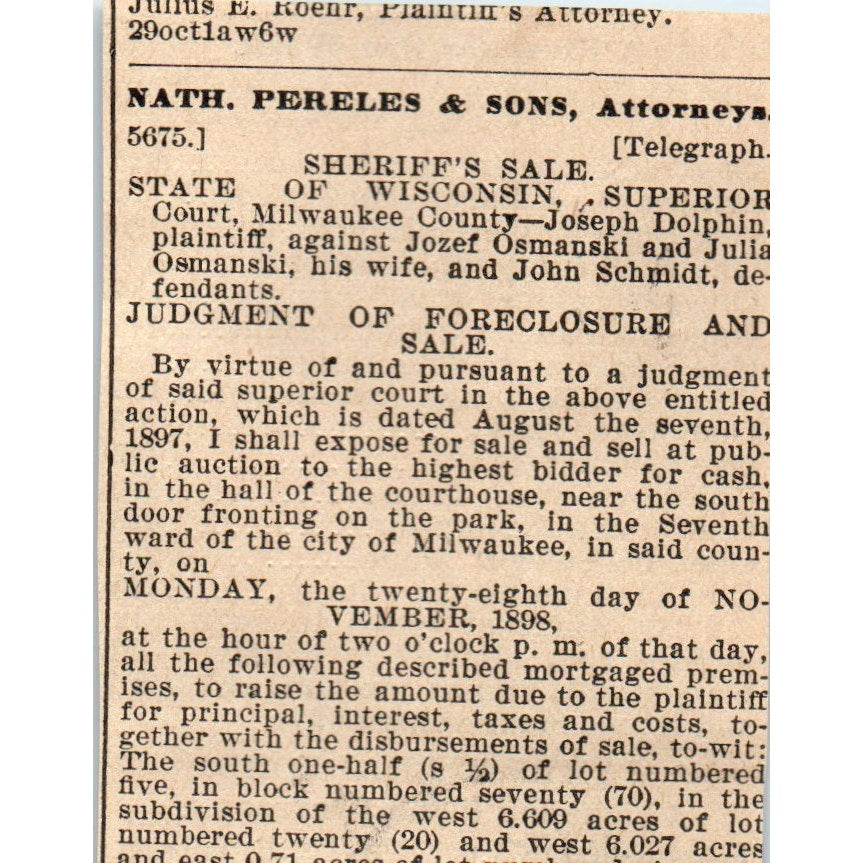 Julius E. Roehr, Plaintiff's Attorney.
29oct1aw6w
NATH. PERELES & SONS, Attorneys.
5675.] [Telegraph.
SHERIFF'S SALE.
STATE OF WISCONSIN, SUPERIOR
Court, Milwaukee County—Joseph Dolphin,
plaintiff, against Jozef Osmanski and Julia
Osmanski, his wife, and John Schmidt, de-
fendants.
JUDGMENT OF FORECLOSURE AND
SALE.
By virtue of and pursuant to a judgment
of said superior court in the above entitled
action, which is dated August the seventh,
1897, I shall expose for sale and sell at pub-
lic auction to the highest bidder for cash,
in the hall of the courthouse, near the south
door fronting on the park, in the Seventh
ward of the city of Milwaukee, in said coun-
ty, on
MONDAY, the twenty-eighth day of NO-
VEMBER, 1898,
at the hour of two o'clock p. m. of that day,
all the following described mortgaged prem-
ises, to raise the amount due to the plaintiff
for principal, interest, taxes and costs, to-
gether with the disbursements of sale, to-wit:
The south one-half (s ½) of lot numbered
five, in block numbered seventy (70), in the
subdivision of the west 6.609 acres of lot
numbered twenty (20) and west 6.027 acres
and east 0.71 acres of lot